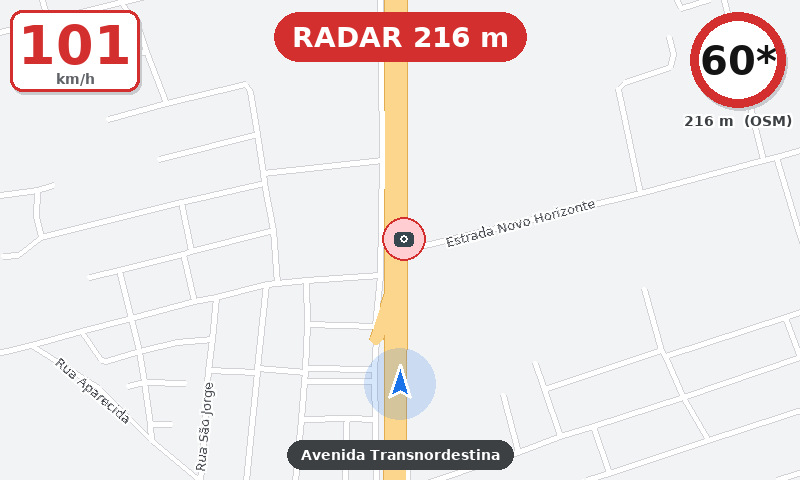 101
km/h
RADAR 216 m
60*
216 m (OSM)
Estrada Novo Horizonte
Rua Aparecida
Rua São Jorge
Avenida Transnordestina